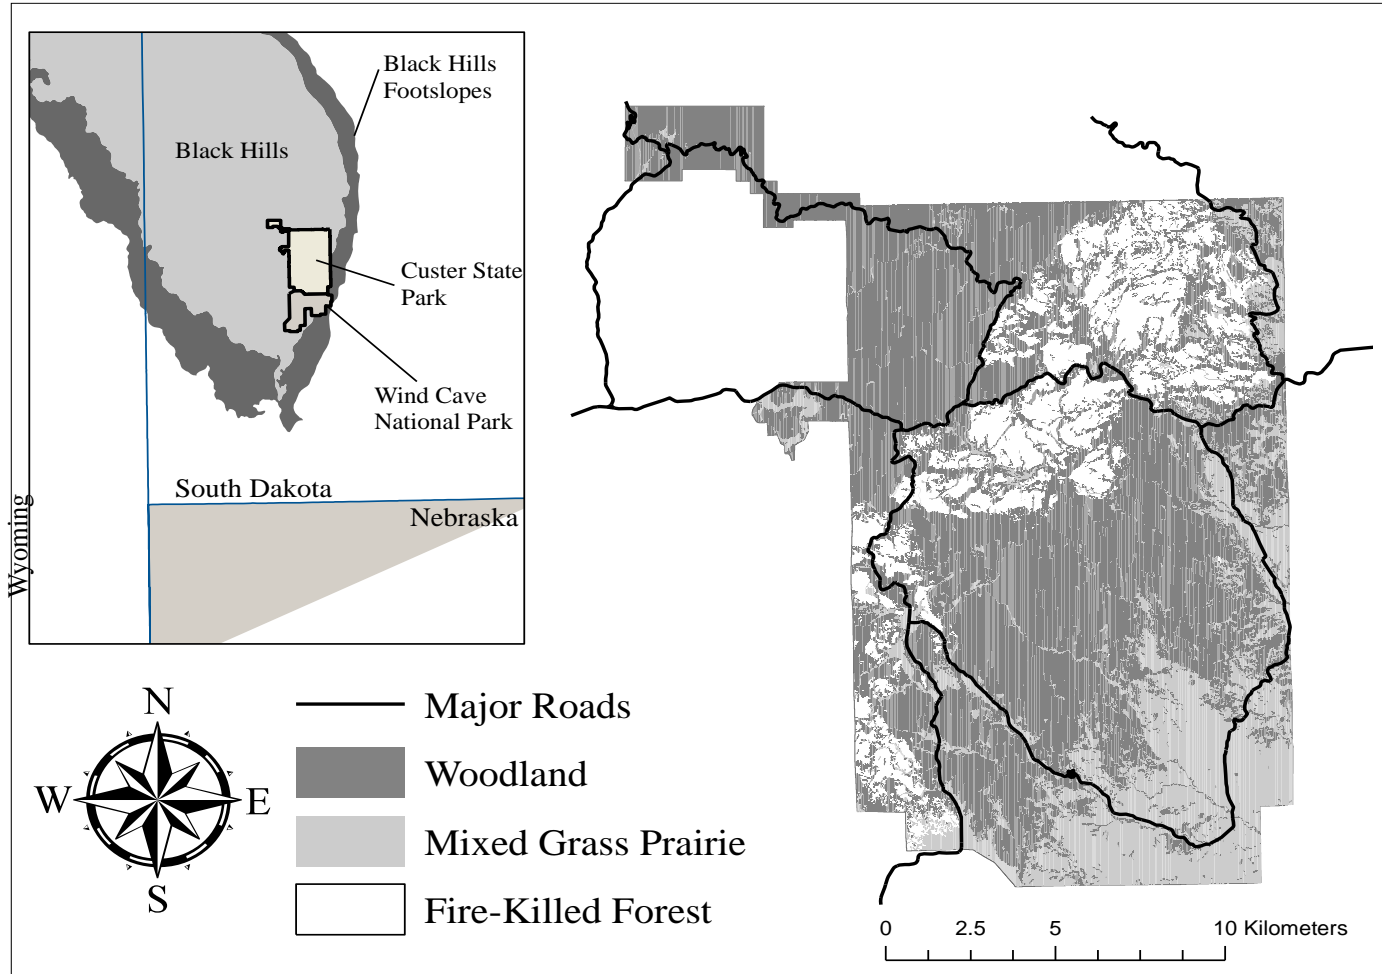 Black Hills
Footslopes
Black Hills
Custer State
Park
Wind Cave
National Park
South Dakota
Nebraska
Wyoming
N
W
E
S
Major Roads
Woodland
Mixed Grass Prairie
Fire-Killed Forest
0 2.5 5 10 Kilometers